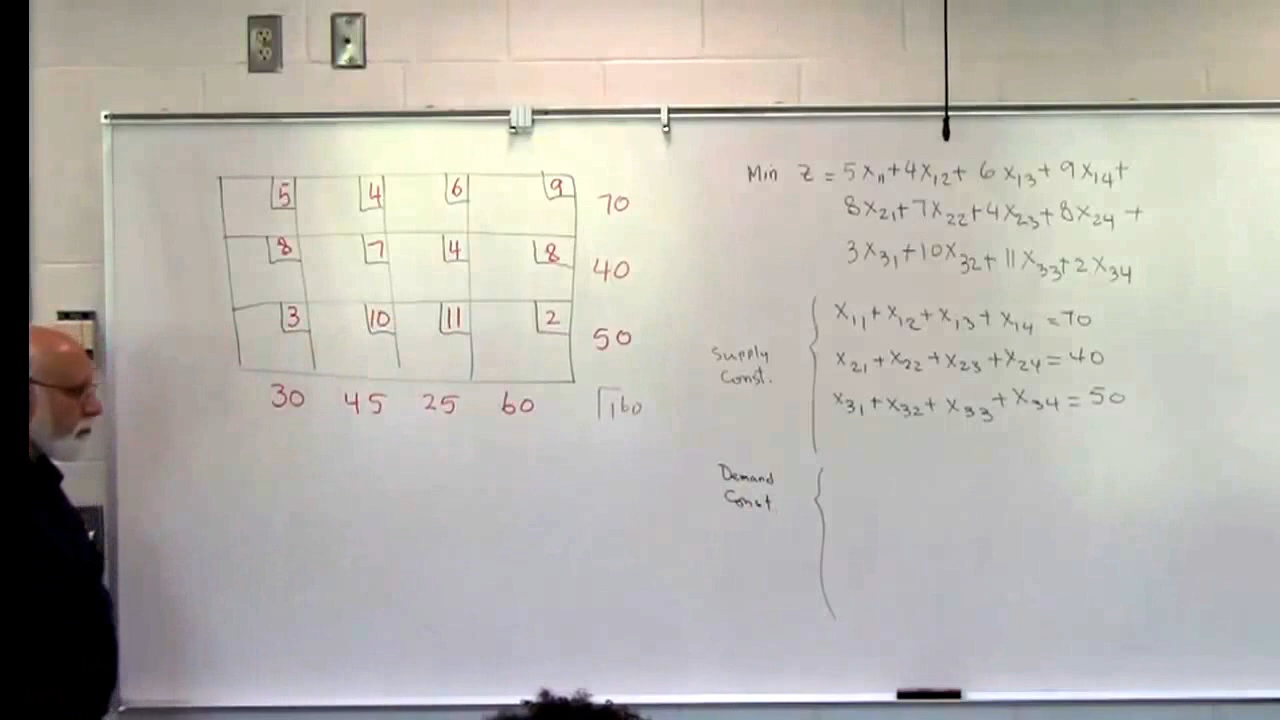 5 4 6 9 70
8 7 4 8 40
3 10 11 2 50
30 45 25 60 160
Min Z = 5x11+4x12+ 6x13+9x14+
8x21+7x22+4x23+8x24 +
3x31+10x32+11x33+2x34
Supply
Const.
x11+x12+x13+x14=70
x21+x22+x23+x24=40
x31+x32+x33+x34=50
Demand
Const